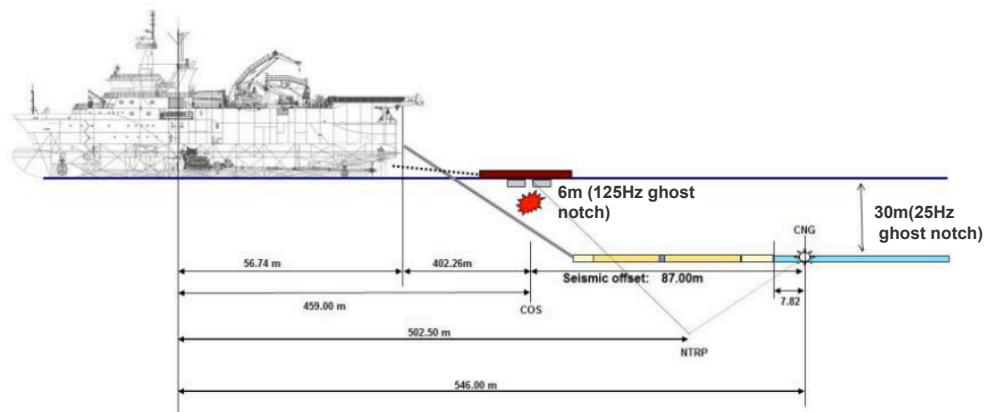 6m (125Hz ghost
notch)
30m(25Hz
ghost notch)
CNG
56.74 m
402.26m
Seismic offset: 87.00m
7.82
459.00 m
COS
502.50 m
NTRP
546.00 m